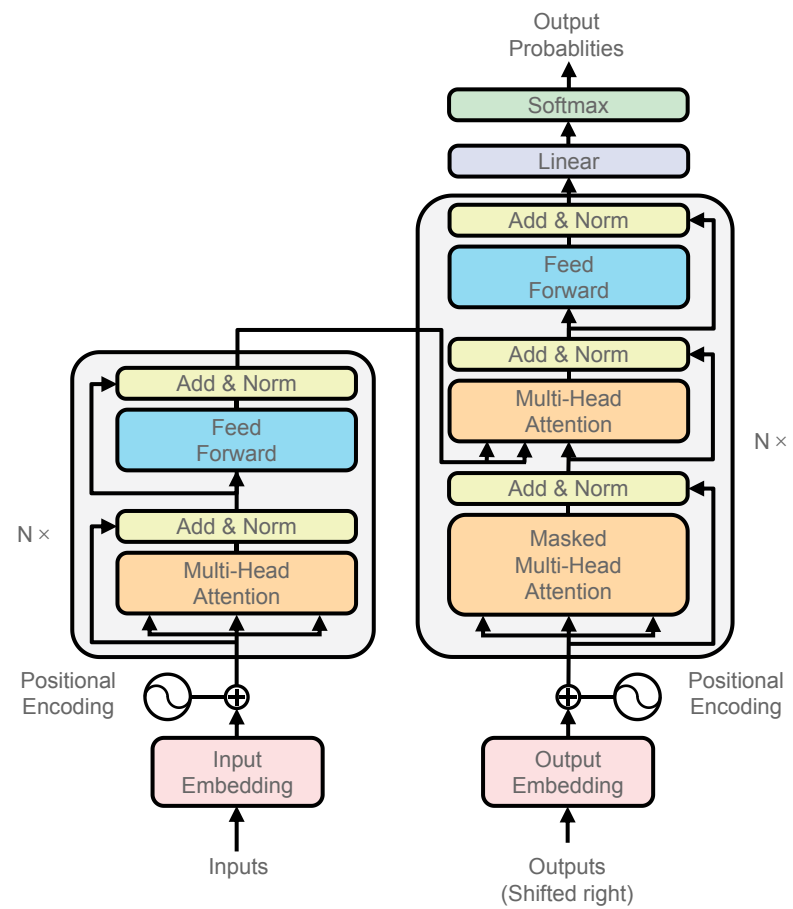 Output
Probablities
Softmax
Linear
Add & Norm
Feed
Forward
Add & Norm
Multi-Head
Attention
Add & Norm
Masked
Multi-Head
Attention
N ×
Add & Norm
Feed
Forward
Add & Norm
Multi-Head
Attention
N ×
Positional
Encoding
Positional
Encoding
Input
Embedding
Output
Embedding
Inputs
Outputs
(Shifted right)